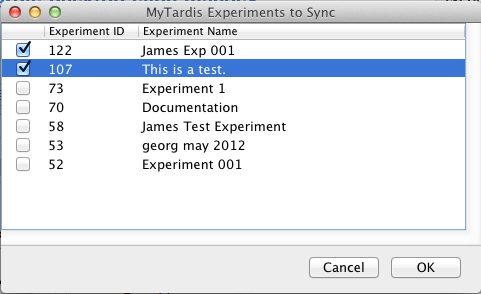 MyTardis Experiments to Sync
Experiment ID Experiment Name
122 James Exp 001
107 This is a test.
73 Experiment 1
70 Documentation
58 James Test Experiment
53 georg may 2012
52 Experiment 001
Cancel OK